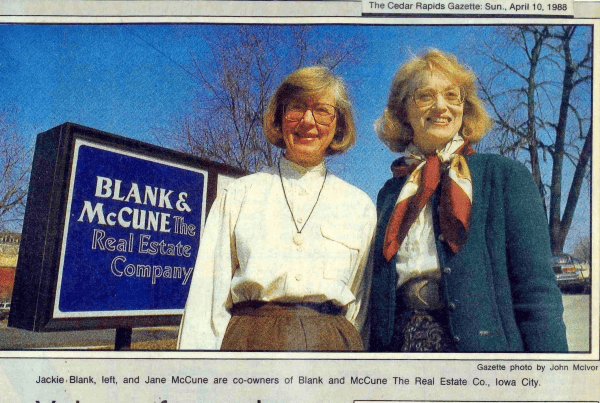 The Cedar Rapids Gazette: Sun., April 10, 1988
BLANK &
McCUNE The
Real Estate
Company
Gazette photo by John McIvor
Jackie Blank, left, and Jane McCune are co-owners of Blank and McCune The Real Estate Co., Iowa City.